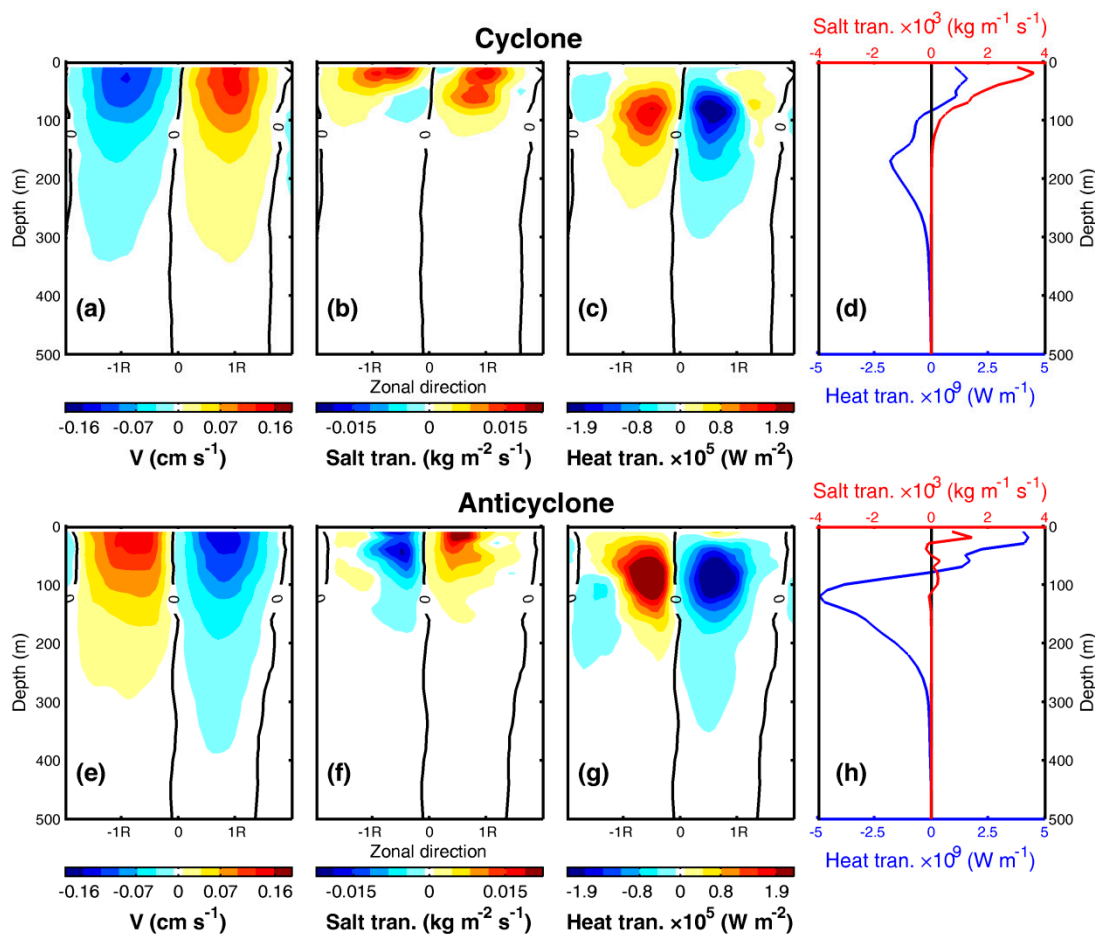 Cyclone
Salt tran. ×10³ (kg m⁻¹ s⁻¹)
-4 -2 0 2 4
0
100
200
300
400
500
Depth (m)
0 0
(a)
-1R 0 1R
(b)
-1R 0 1R
Zonal direction
0 0
(c)
-1R 0 1R
(d)
0
100
200
300
400
500
Depth (m)
-5 -2.5 0 2.5 5
Heat tran. ×10⁹ (W m⁻¹)
-0.16 -0.07 0 0.07 0.16
V (cm s⁻¹)
-0.015 0 0.015
Salt tran. (kg m⁻² s⁻¹)
-1.9 -0.8 0 0.8 1.9
Heat tran. ×10⁵ (W m⁻²)
Anticyclone
Salt tran. ×10³ (kg m⁻¹ s⁻¹)
-4 -2 0 2 4
0
100
200
300
400
500
Depth (m)
0 0
(e)
-1R 0 1R
(f)
-1R 0 1R
Zonal direction
0 0
(g)
-1R 0 1R
(h)
0
100
200
300
400
500
Depth (m)
-5 -2.5 0 2.5 5
Heat tran. ×10⁹ (W m⁻¹)
-0.16 -0.07 0 0.07 0.16
V (cm s⁻¹)
-0.015 0 0.015
Salt tran. (kg m⁻² s⁻¹)
-1.9 -0.8 0 0.8 1.9
Heat tran. ×10⁵ (W m⁻²)